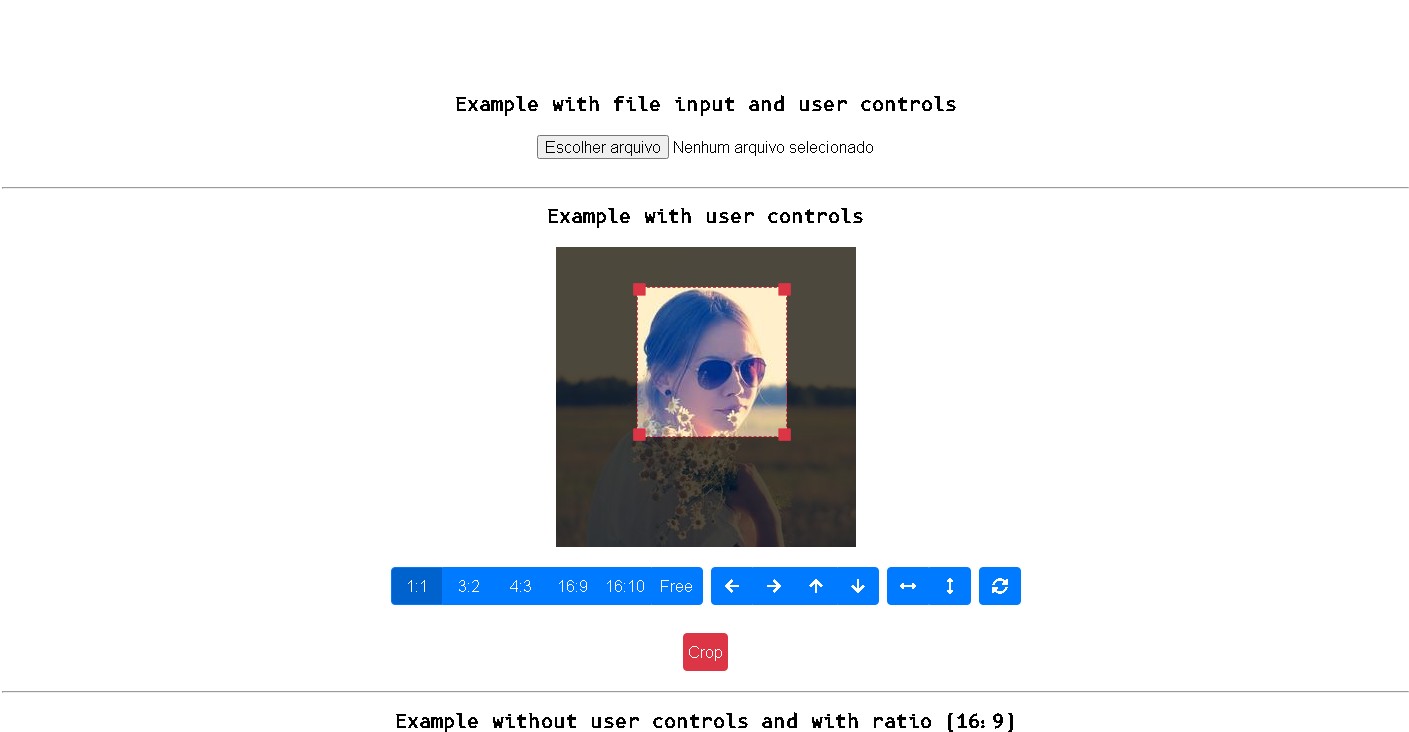 Example with file input and user controls
Escolher arquivo Nenhum arquivo selecionado
Example with user controls
1:1 3:2 4:3 16:9 16:10 Free
Crop
Example without user controls and with ratio [16:9]